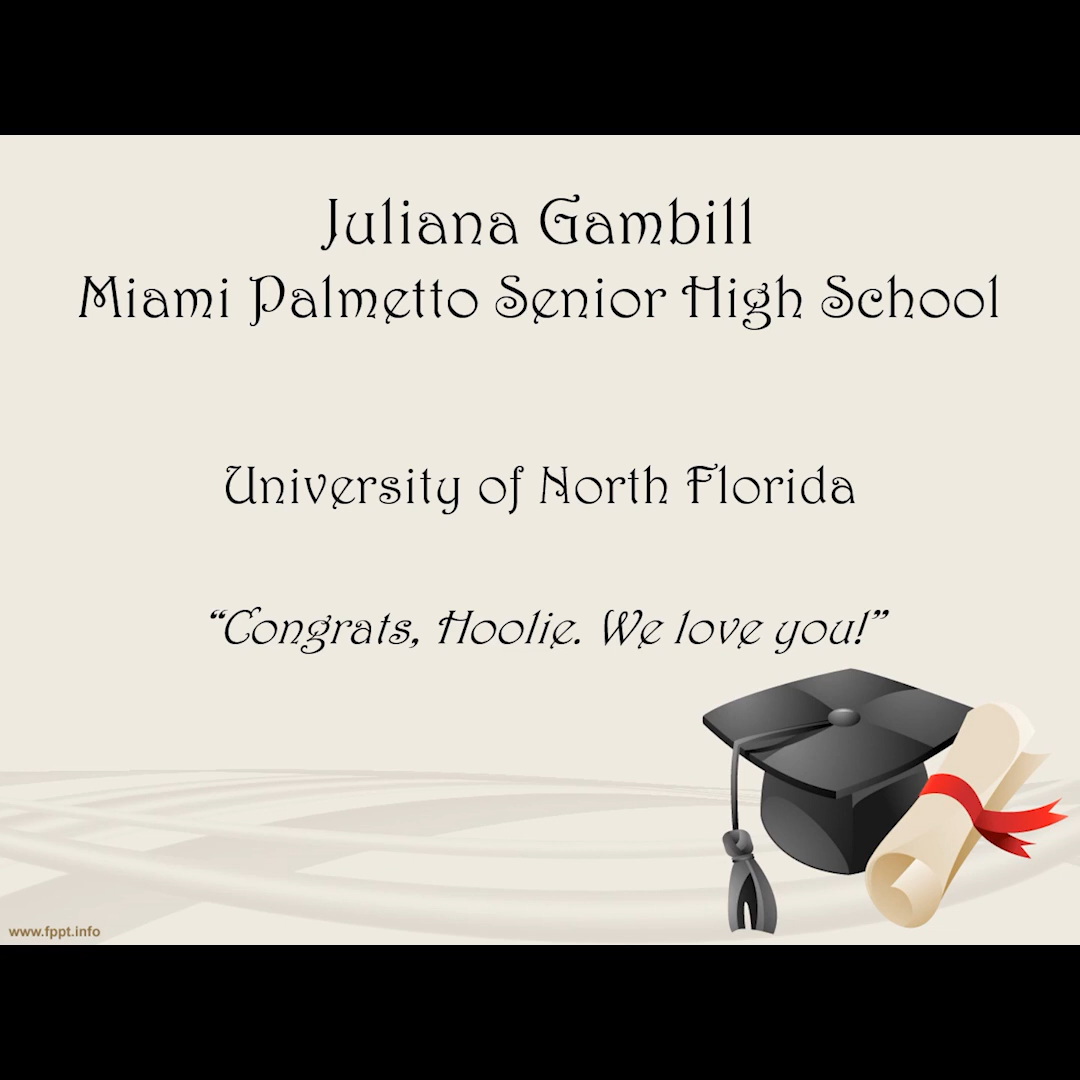 Juliana Gambill
Miami Palmetto Senior High School
University of North Florida
“Congrats, Hoolie. We love you!”
www.fppt.info